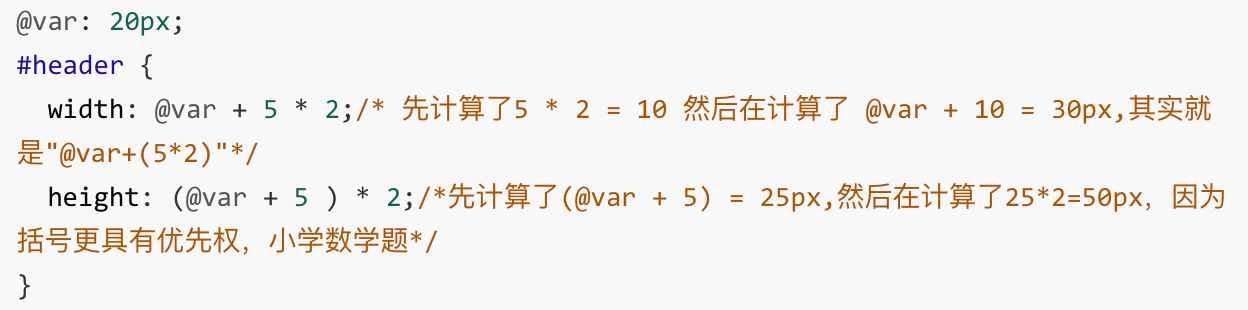 @var: 20px;
#header {
  width: @var + 5 * 2;/* 先计算了5 * 2 = 10 然后在计算了 @var + 10 = 30px,其实就
是"@var+(5*2)"*/
  height: (@var + 5 ) * 2;/*先计算了(@var + 5) = 25px,然后在计算了25*2=50px，因为
括号更具有优先权，小学数学题*/
}